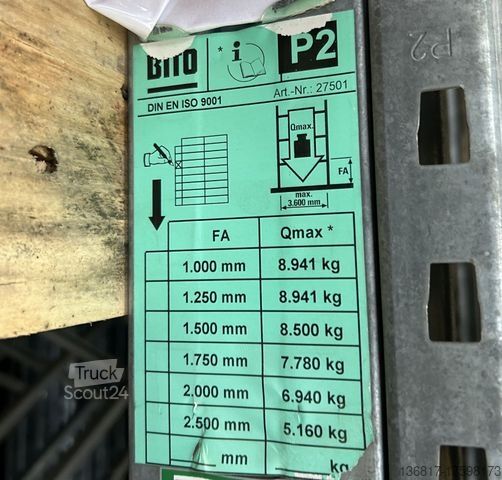 BITO
* i
P2
DIN EN ISO 9001
Art.-Nr.: 27501
Qmax.
FA
max.
3.600 mm
FA Qmax *
1.000 mm 8.941 kg
1.250 mm 8.941 kg
1.500 mm 8.500 kg
1.750 mm 7.780 kg
2.000 mm 6.940 kg
2.500 mm 5.160 kg
___ mm ___ kg
P2
Truck
Scout24